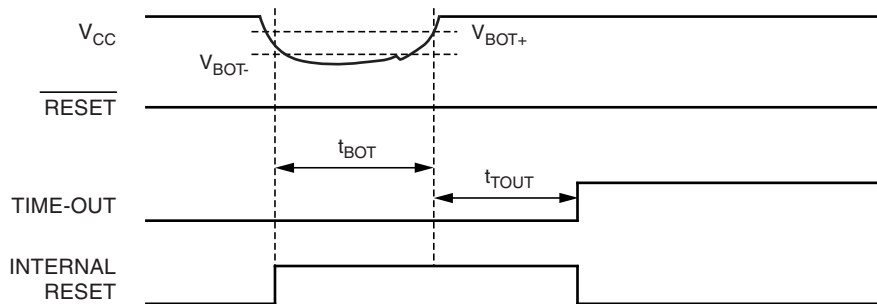 VCC
VBOT+
VBOT-
RESET
tBOT
tTOUT
TIME-OUT
INTERNAL
RESET